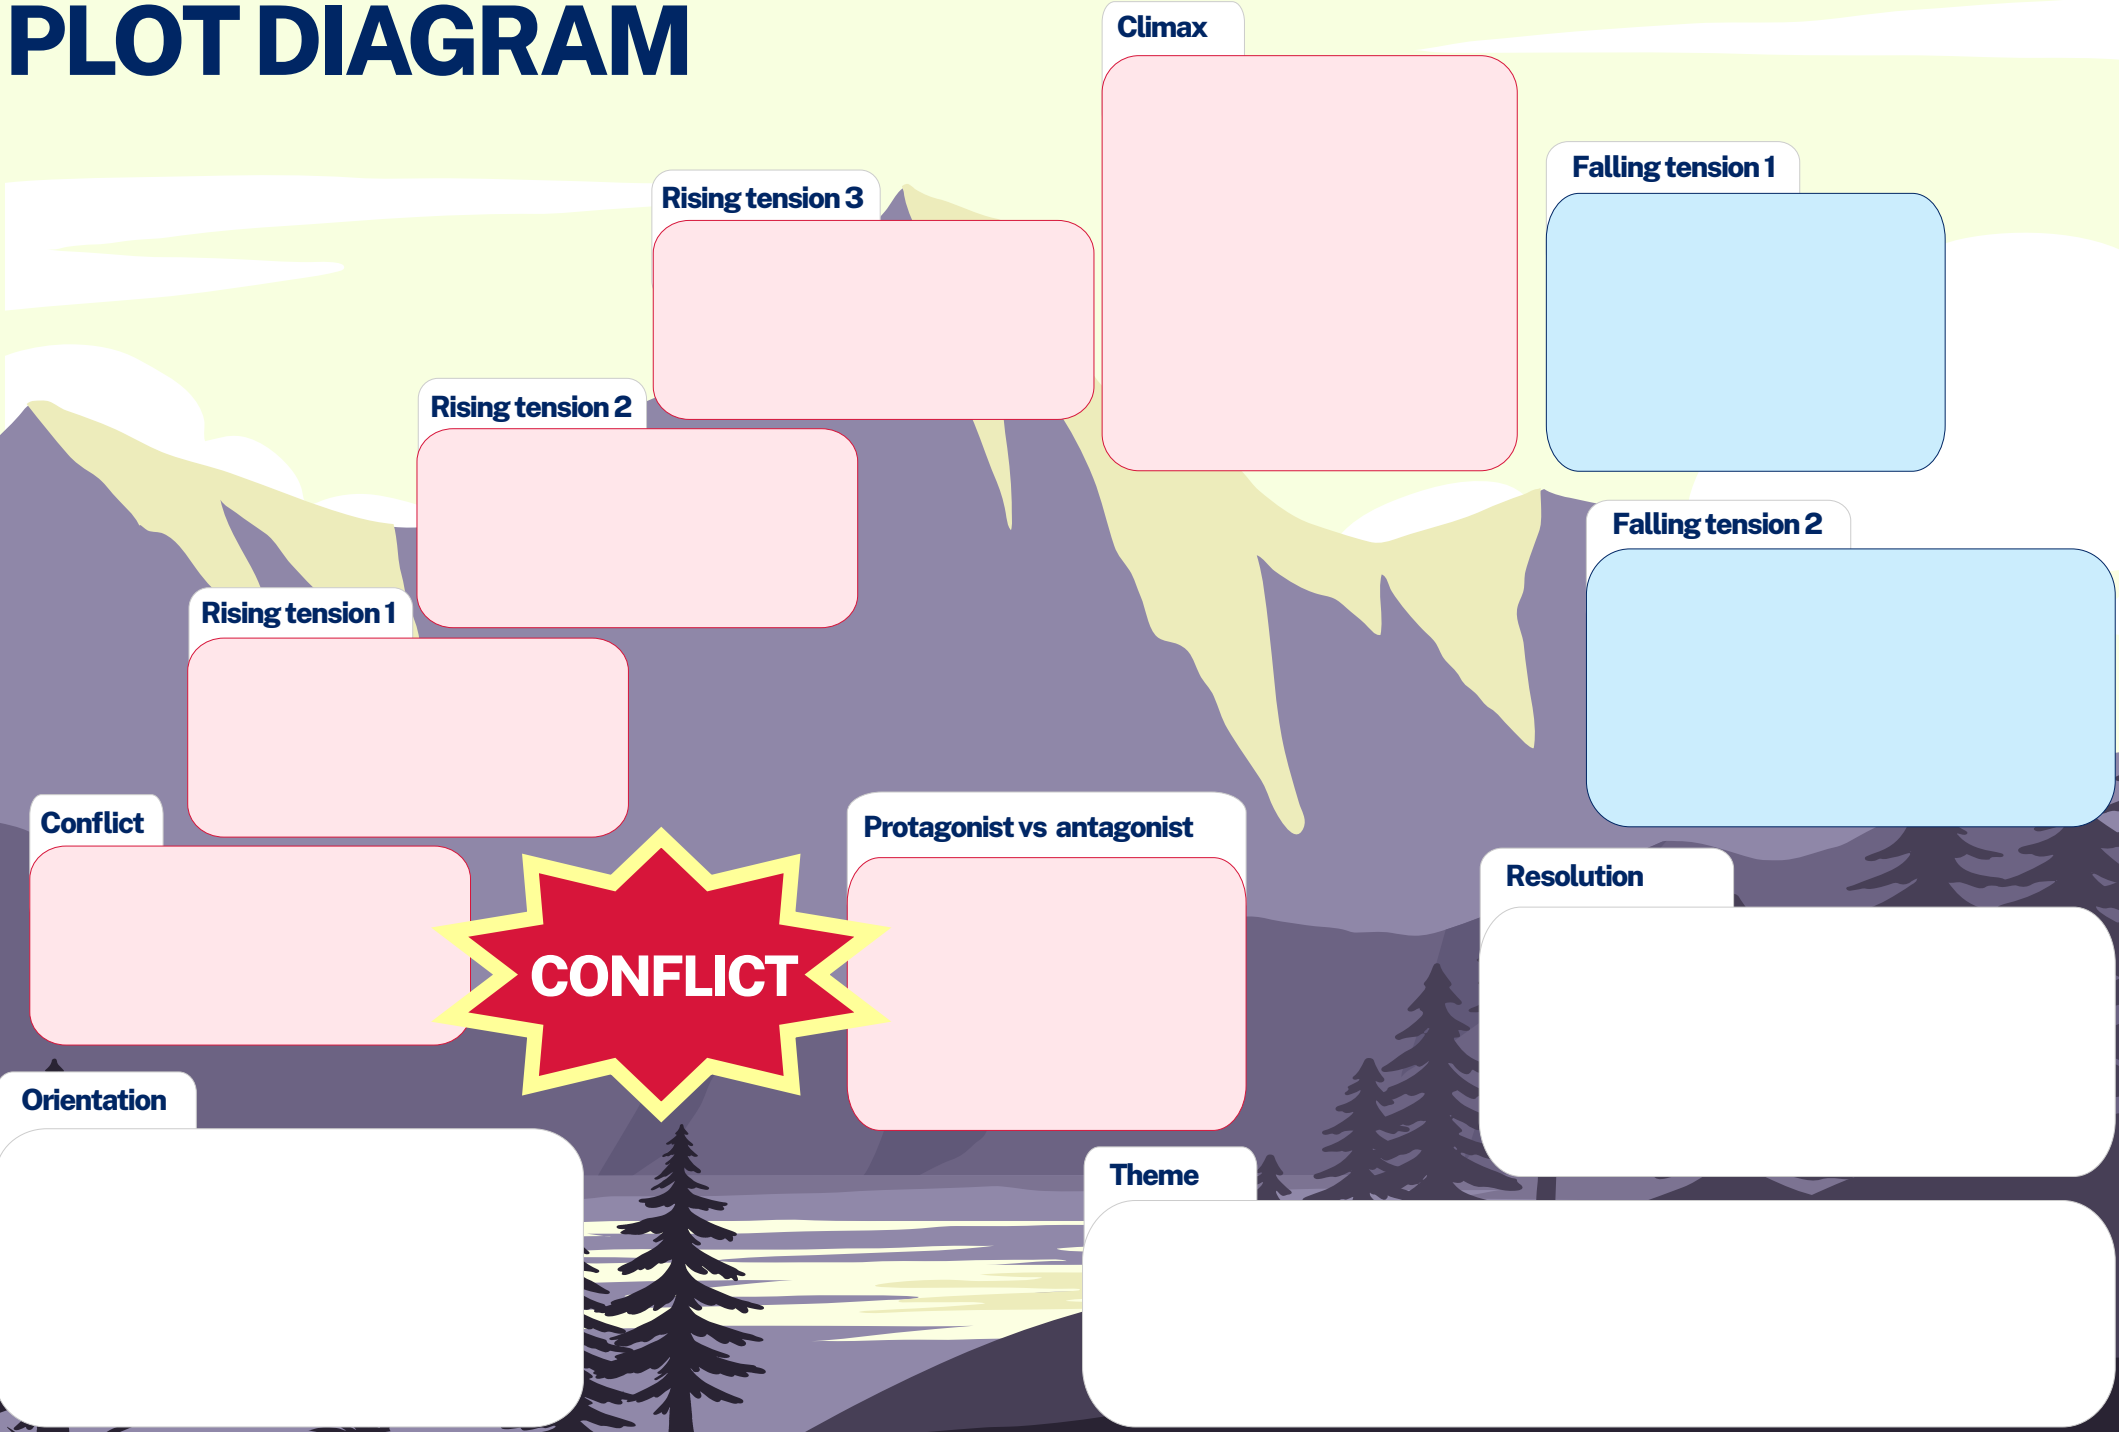 PLOT DIAGRAM
Climax
Falling tension 1
Rising tension 3
Rising tension 2
Falling tension 2
Rising tension 1
Conflict
Protagonist vs antagonist
Resolution
CONFLICT
Orientation
Theme